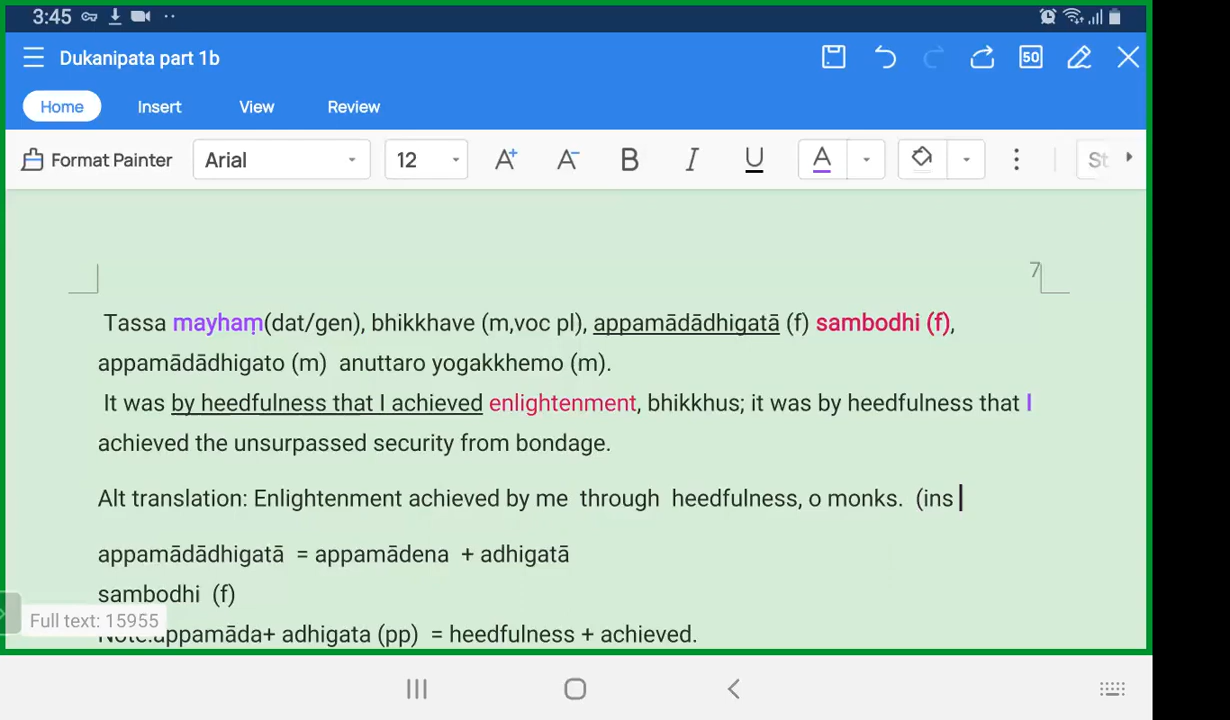 3:45
Dukanipata part 1b
50
Home Insert View Review
Format Painter Arial 12 A+ A− B I U A St
7
Tassa mayhaṃ(dat/gen), bhikkhave (m,voc pl), appamādādhigatā (f) sambodhi (f),
appamādādhigato (m) anuttaro yogakkhemo (m).
It was by heedfulness that I achieved enlightenment, bhikkhus; it was by heedfulness that I
achieved the unsurpassed security from bondage.
Alt translation: Enlightenment achieved by me through heedfulness, o monks. (ins
appamādādhigatā = appamādena + adhigatā
sambodhi (f)
Full text: 15955
Note:appamāda+ adhigata (pp) = heedfulness + achieved.